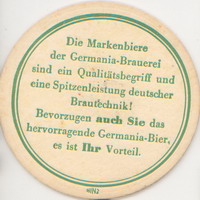 Die Markenbiere
der Germania-Brauerei
sind ein Qualitätsbegriff und
eine Spitzenleistung deutscher
Brautechnik!
Bevorzugen auch Sie das
hervorragende Germania-Bier,
es ist Ihr Vorteil.